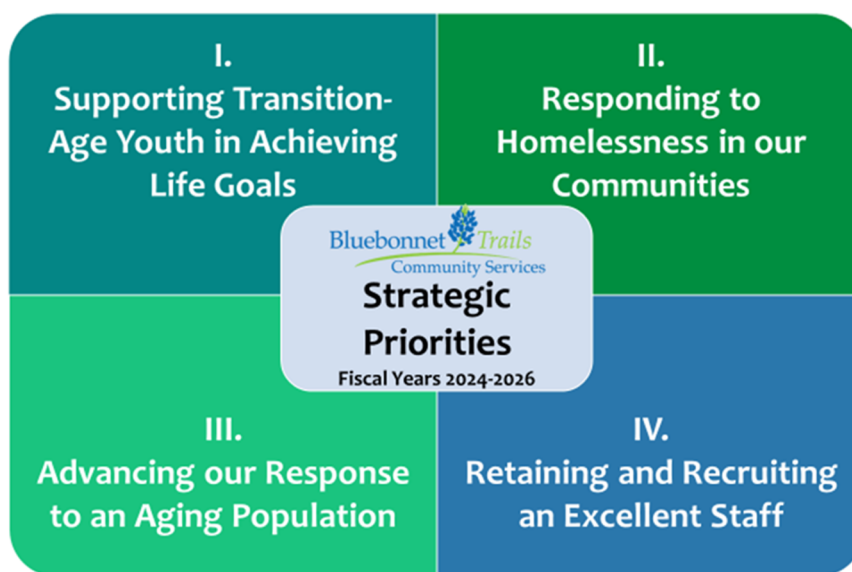 I.
Supporting Transition-
Age Youth in Achieving
Life Goals
II.
Responding to
Homelessness in our
Communities
Bluebonnet Trails
Community Services
Strategic
Priorities
Fiscal Years 2024-2026
III.
Advancing our Response
to an Aging Population
IV.
Retaining and Recruiting
an Excellent Staff